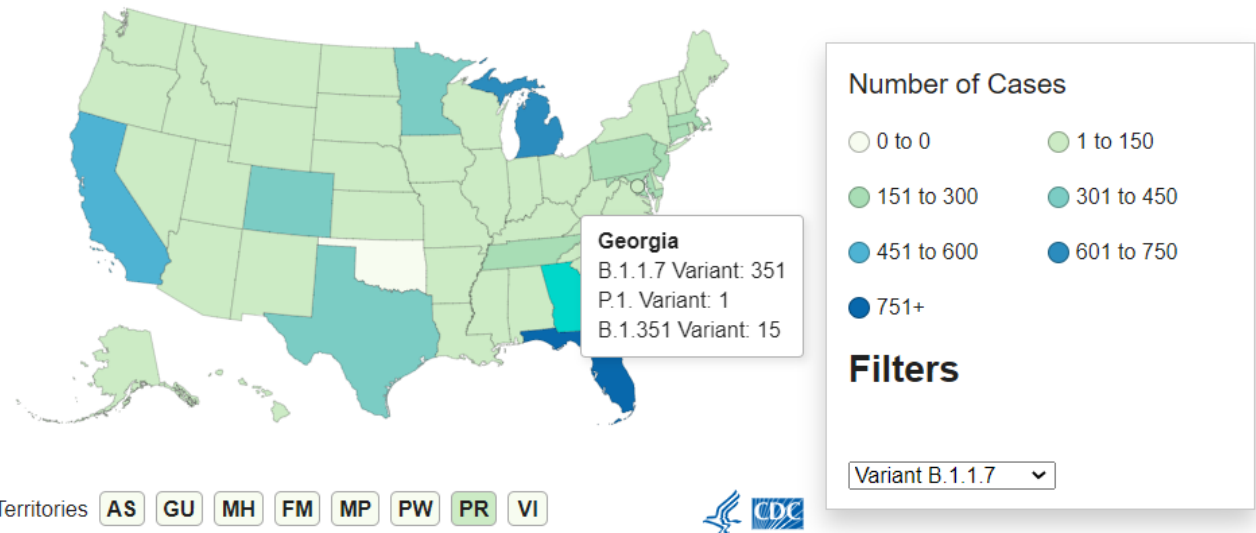 Number of Cases
0 to 0
1 to 150
151 to 300
301 to 450
451 to 600
601 to 750
751+
Georgia
B.1.1.7 Variant: 351
P.1. Variant: 1
B.1.351 Variant: 15
Filters
Variant B.1.1.7
Territories AS GU MH FM MP PW PR VI
CDC